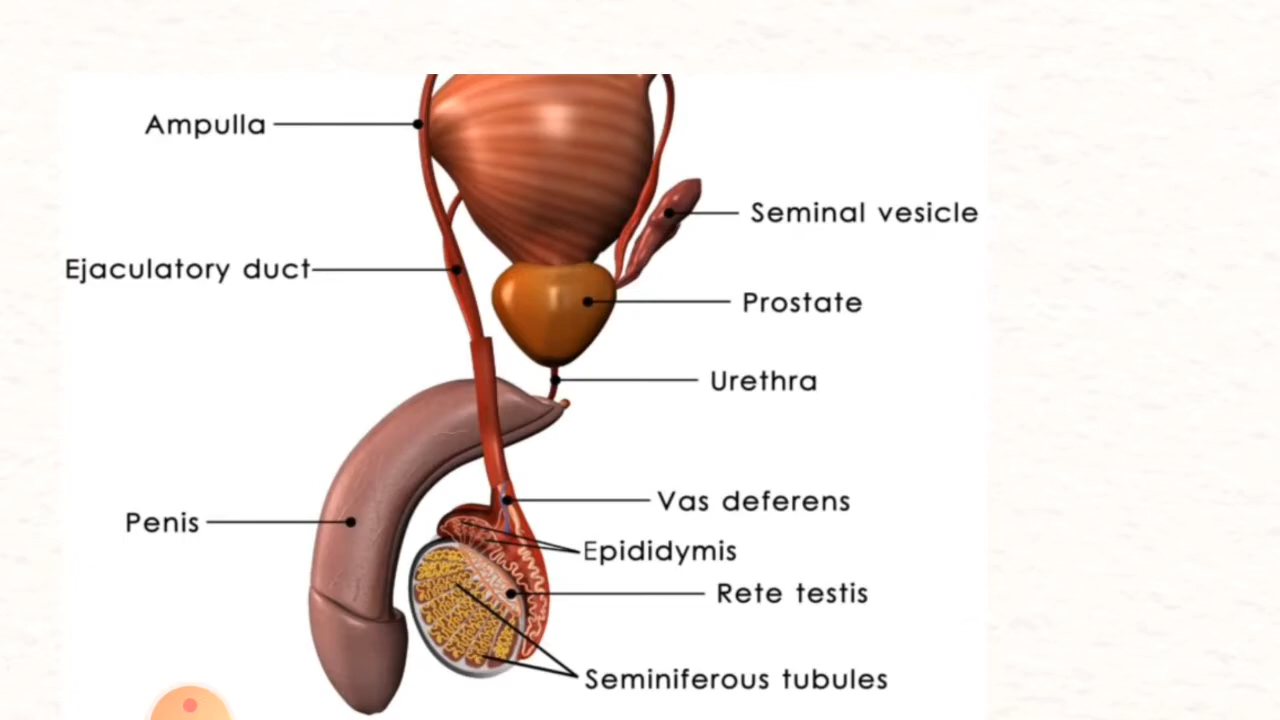 Ampulla
Seminal vesicle
Ejaculatory duct
Prostate
Urethra
Vas deferens
Penis
Epididymis
Rete testis
Seminiferous tubules